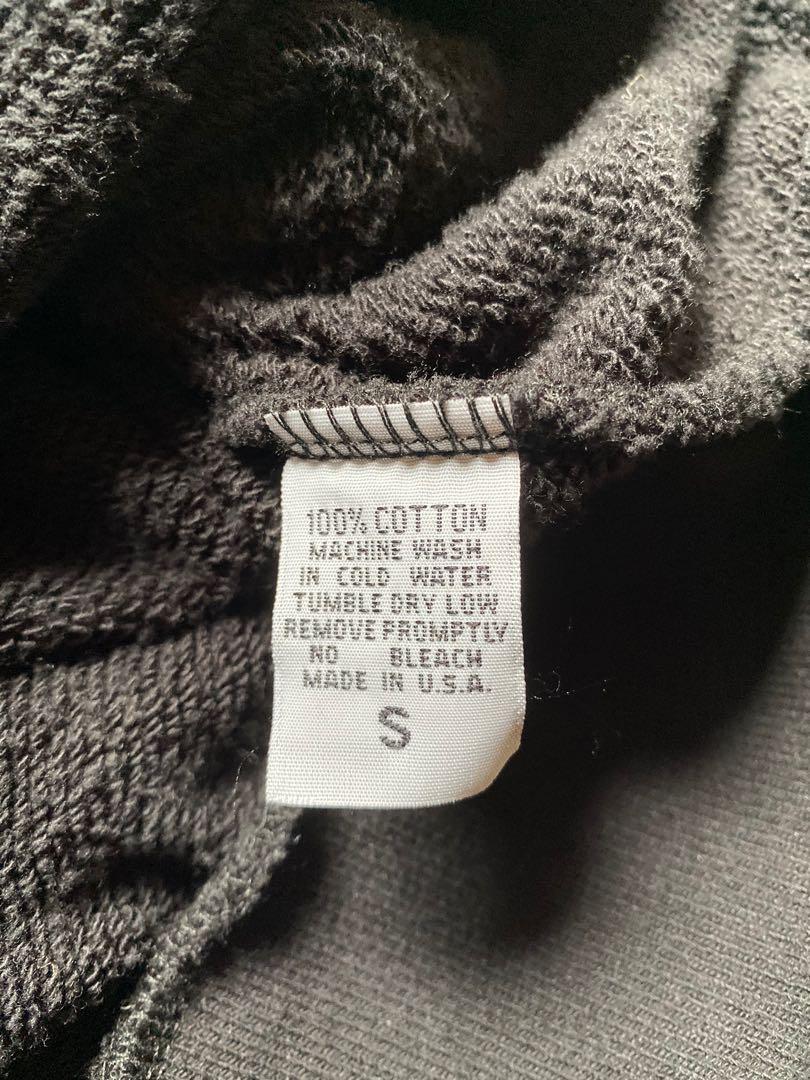 100% COTTON
MACHINE WASH
IN COLD WATER
TUMBLE DRY LOW
REMOVE PROMPTLY
NO BLEACH
MADE IN U.S.A.
S